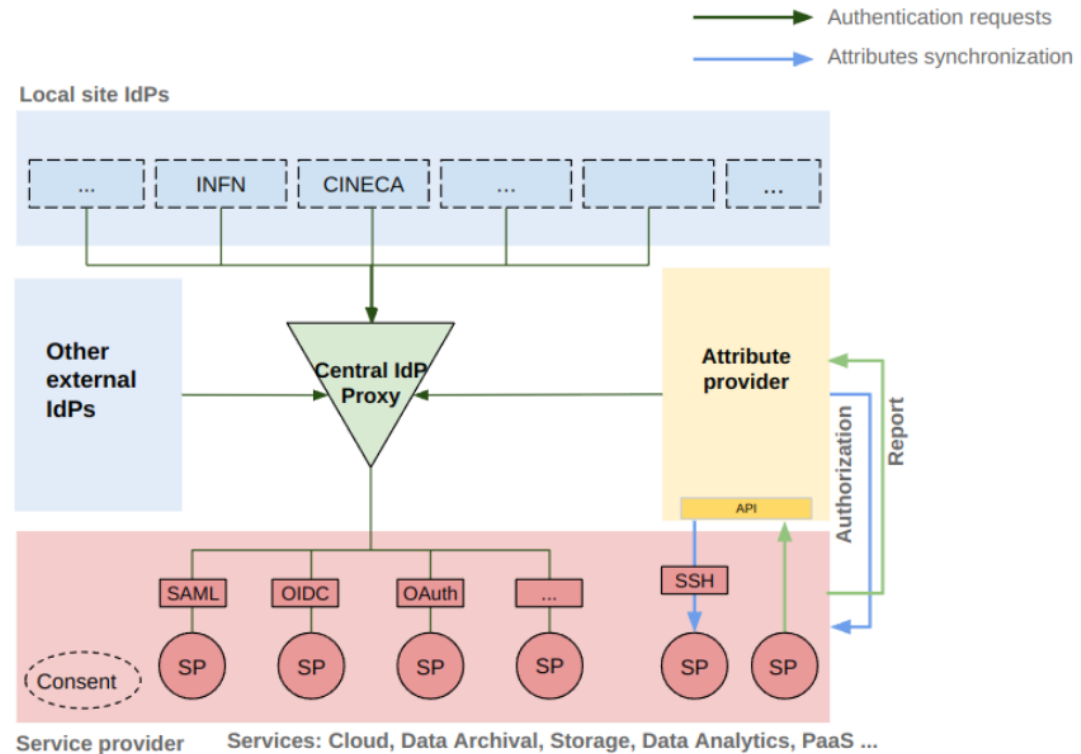 Authentication requests
Attributes synchronization
Local site IdPs
...
INFN
CINECA
...
...
Other
external
IdPs
Central IdP
Proxy
Attribute
provider
API
Authorization
Report
SAML
OIDC
OAuth
...
SSH
SP
SP
SP
SP
SP
SP
Consent
Service provider
Services: Cloud, Data Archival, Storage, Data Analytics, PaaS ...